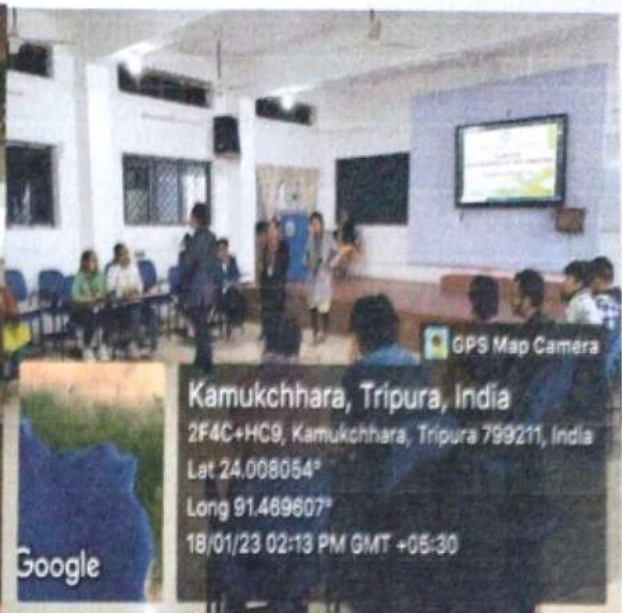 GPS Map Camera
Kamukchhara, Tripura, India
2F4C+HC9, Kamukchhara, Tripura 799211, India
Lat 24.008054°
Long 91.469607°
18/01/23 02:13 PM GMT +05:30
Google